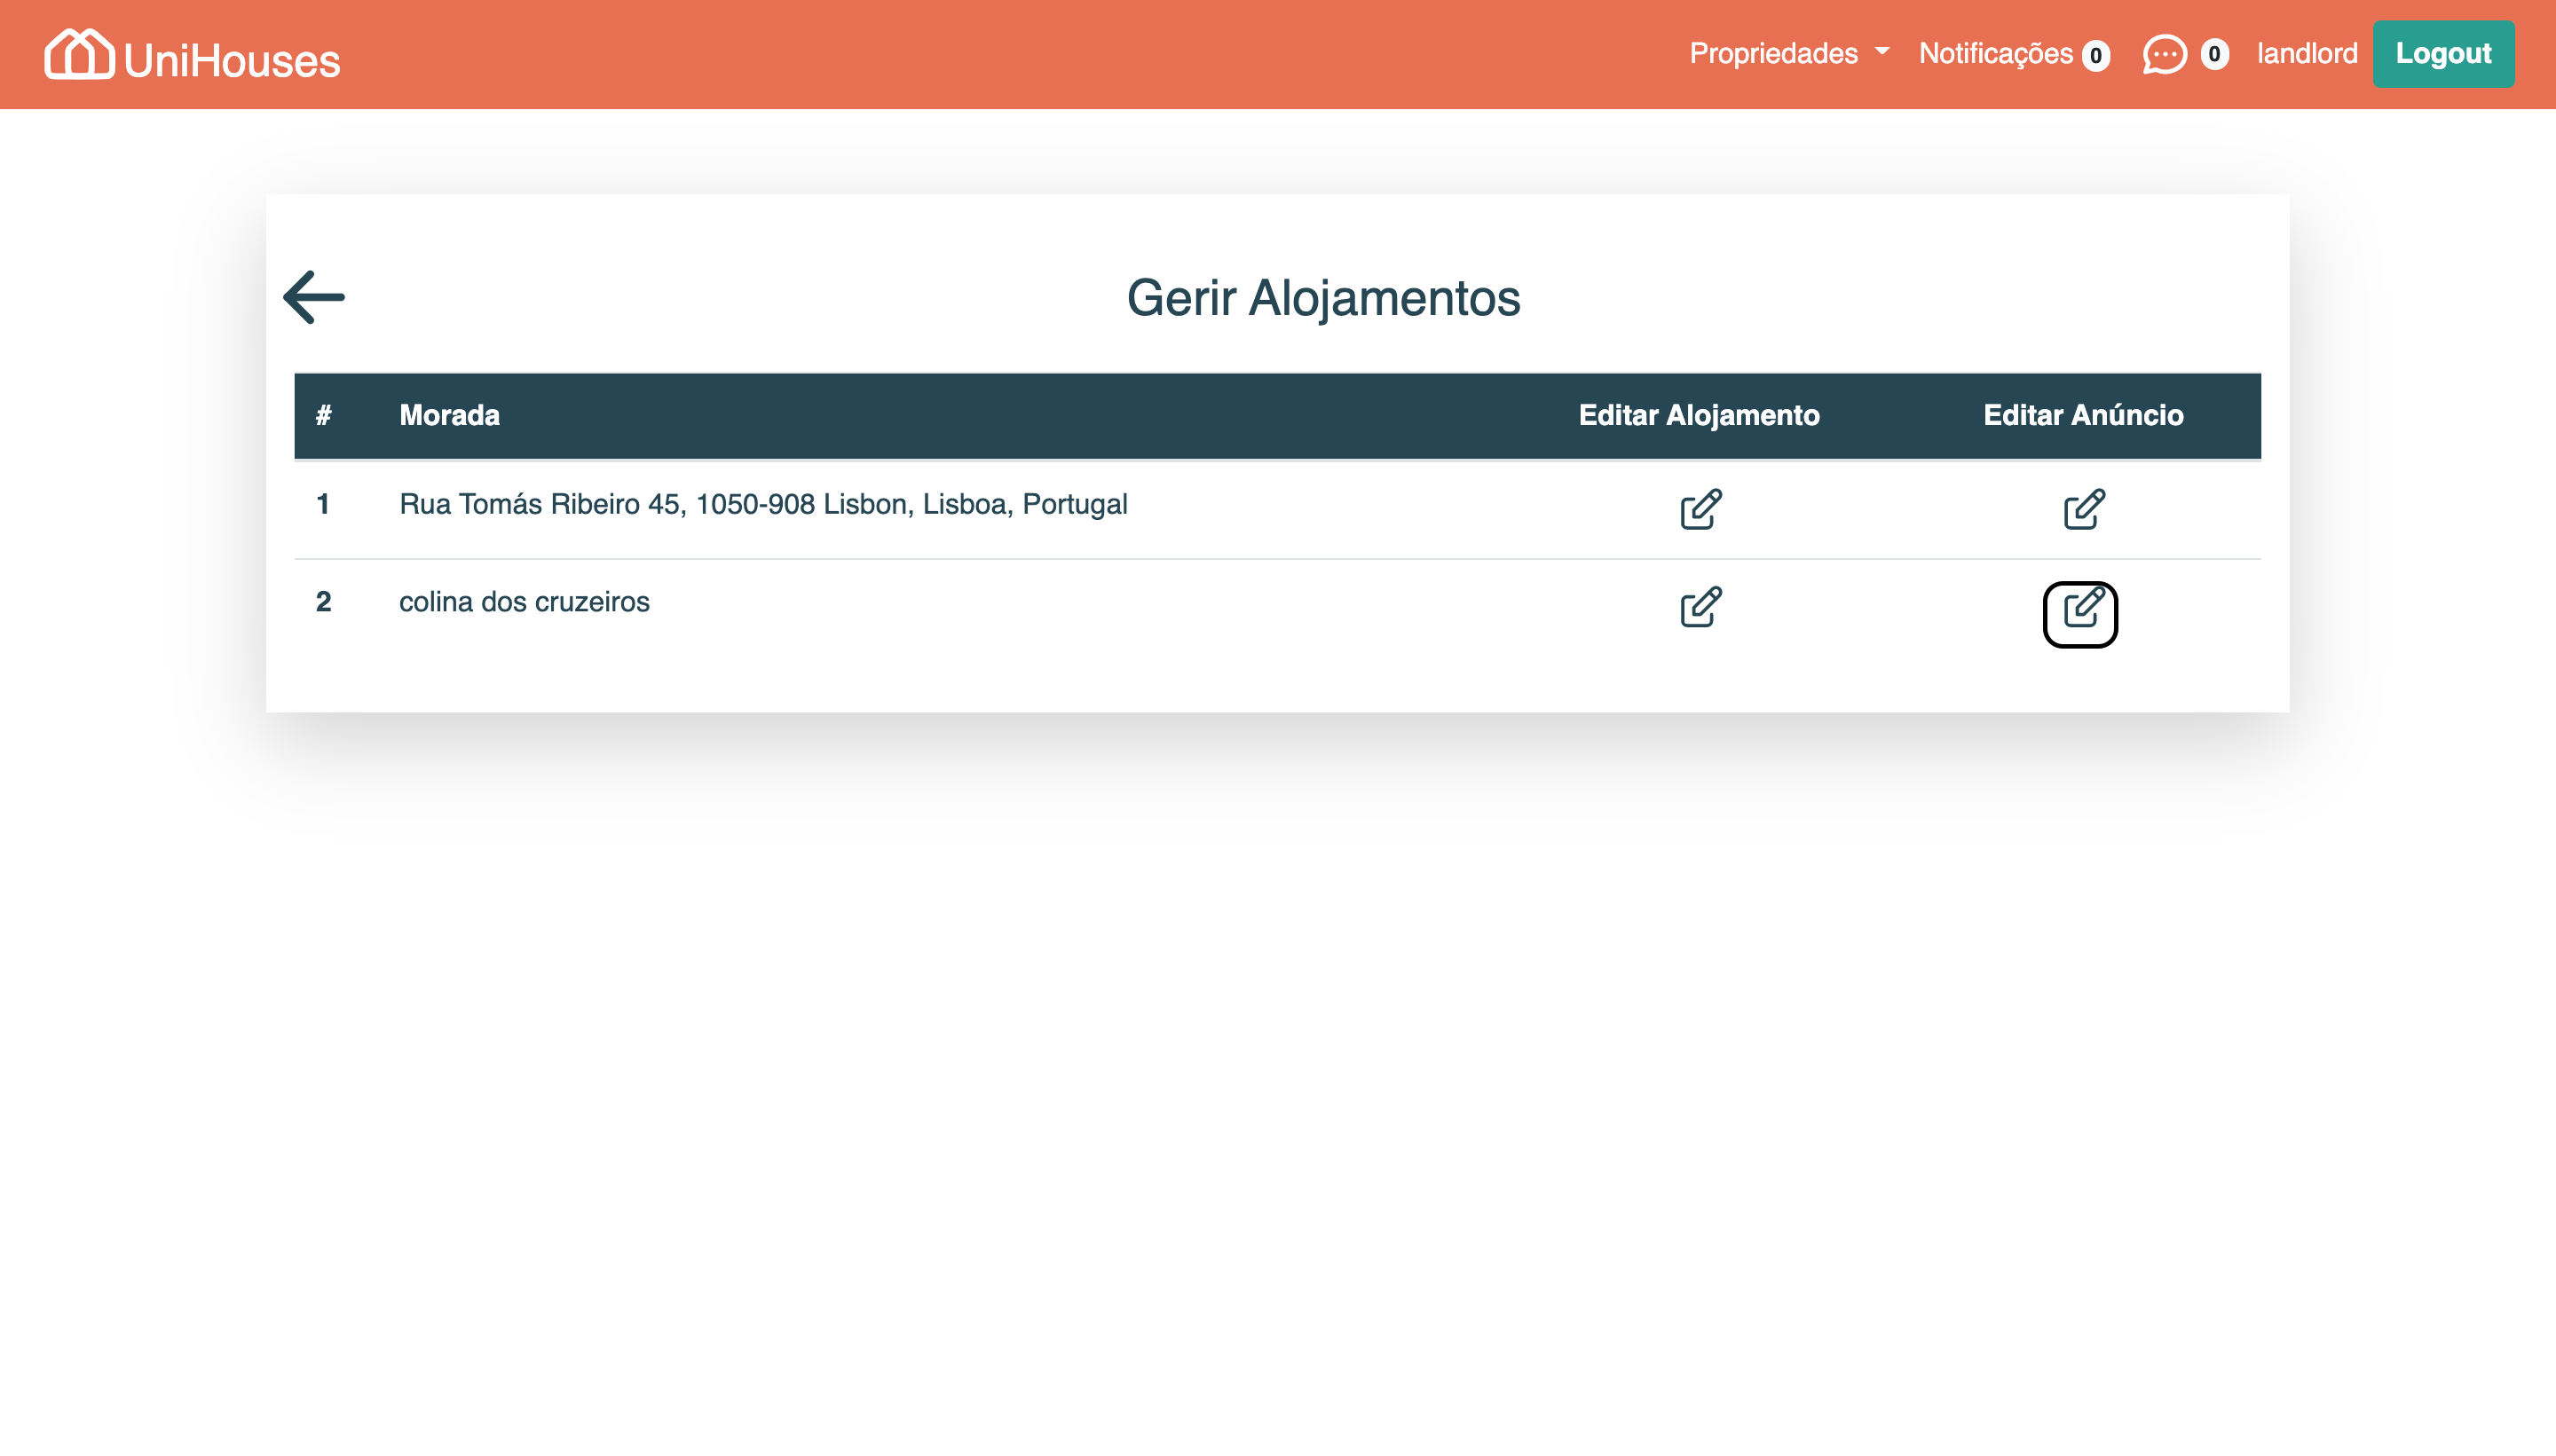 UniHouses Propriedades Notificações 0 0 landlord Logout
Gerir Alojamentos
# Morada Editar Alojamento Editar Anúncio
1 Rua Tomás Ribeiro 45, 1050-908 Lisbon, Lisboa, Portugal
2 colina dos cruzeiros